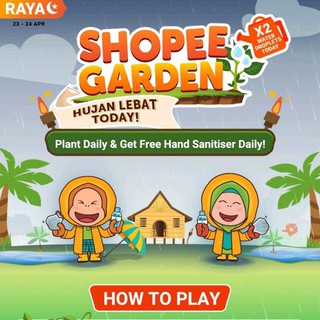 RAYA
23 - 24 APR
SHOPEE
GARDEN
X2
WATER
DROPLETS
TODAY
HUJAN LEBAT
TODAY!
Plant Daily & Get Free Hand Sanitiser Daily!
HOW TO PLAY